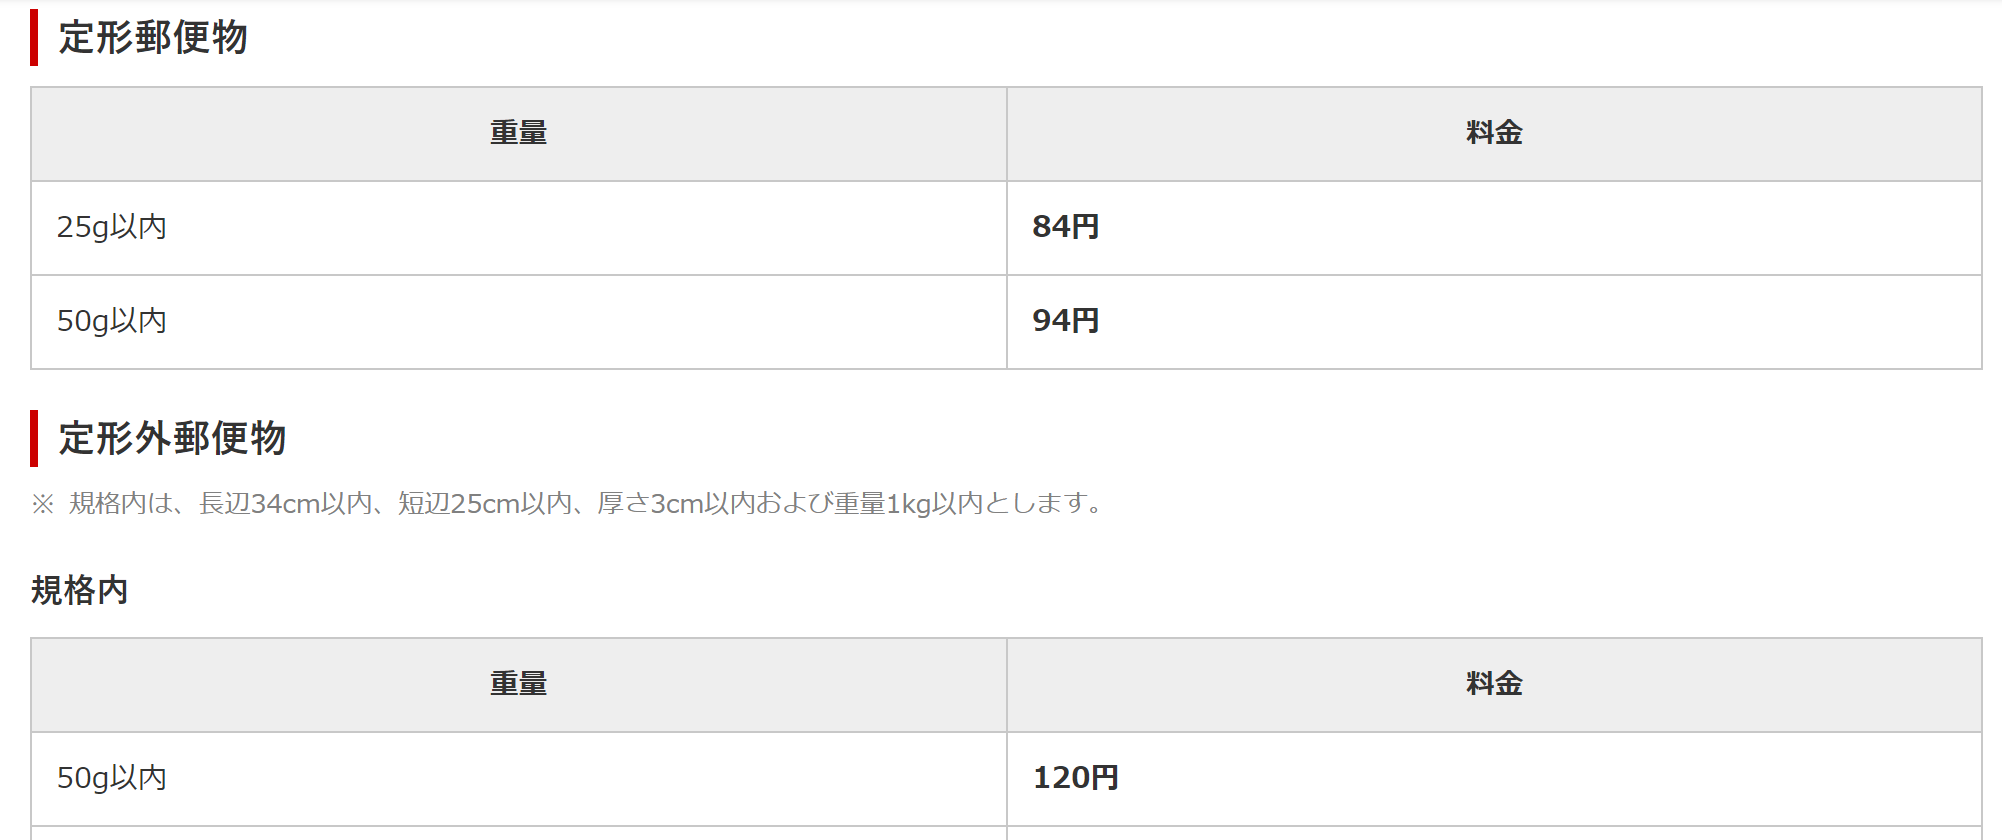 定形郵便物
重量 料金
25g以内 84円
50g以内 94円
定形外郵便物
※ 規格内は、長辺34cm以内、短辺25cm以内、厚さ3cm以内および重量1kg以内とします。
規格内
重量 料金
50g以内 120円